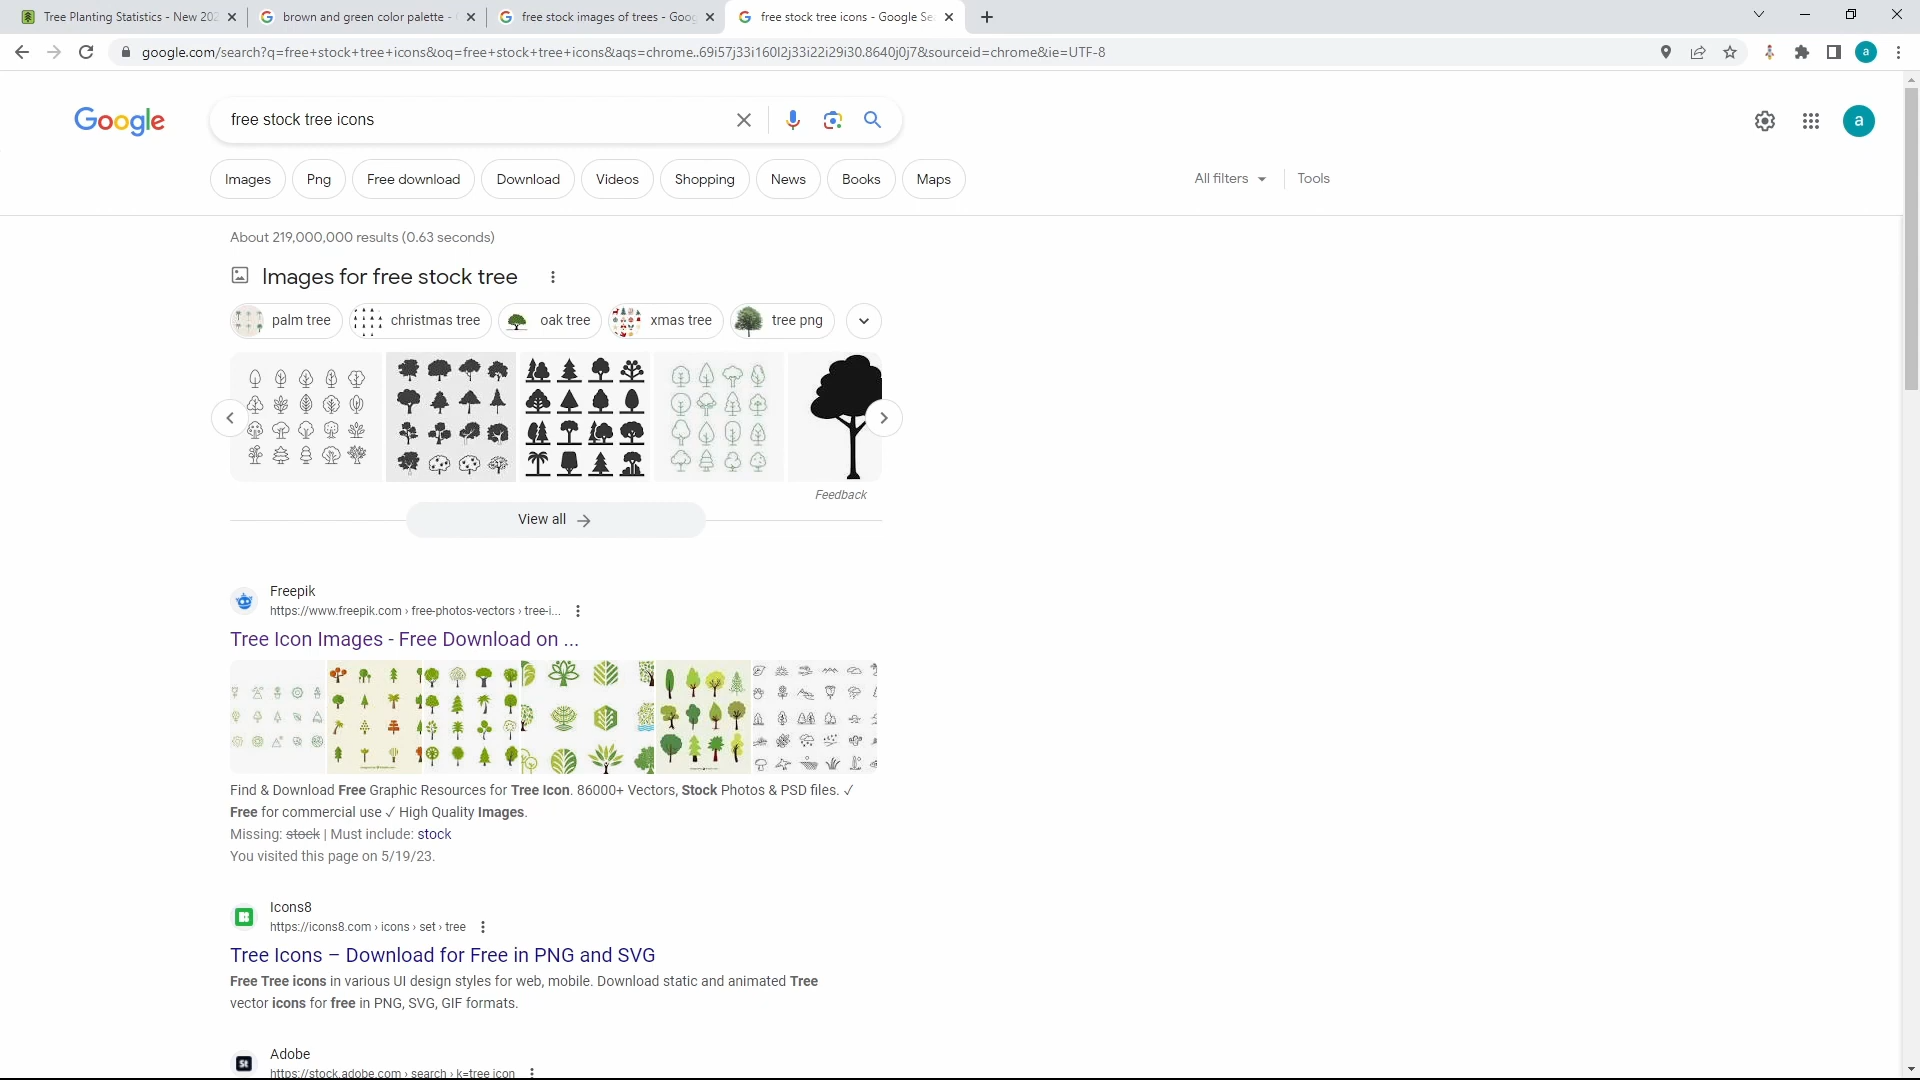 Tree Planting Statistics - New 202
brown and green color palette - G
free stock images of trees - Goog
free stock tree icons - Google Se
google.com/search?q=free+stock+tree+icons&oq=free+stock+tree+icons&aqs=chrome..69i57j33i160l2j33i22i29i30.8640j0j7&sourceid=chrome&ie=UTF-8
a
Google
free stock tree icons
a
Images
Png
Free download
Download
Videos
Shopping
News
Books
Maps
All filters
Tools
About 219,000,000 results (0.63 seconds)
Images for free stock tree
palm tree
christmas tree
oak tree
xmas tree
tree png
Feedback
View all
Freepik
https://www.freepik.com › free-photos-vectors › tree-i...
Tree Icon Images - Free Download on ...
Find & Download Free Graphic Resources for Tree Icon. 86000+ Vectors, Stock Photos & PSD files. ✓
Free for commercial use ✓ High Quality Images.
Missing: stock | Must include: stock
You visited this page on 5/19/23.
Icons8
https://icons8.com › icons › set › tree
Tree Icons – Download for Free in PNG and SVG
Free Tree icons in various UI design styles for web, mobile. Download static and animated Tree
vector icons for free in PNG, SVG, GIF formats.
St
Adobe
https://stock.adobe.com › search › k=tree icon